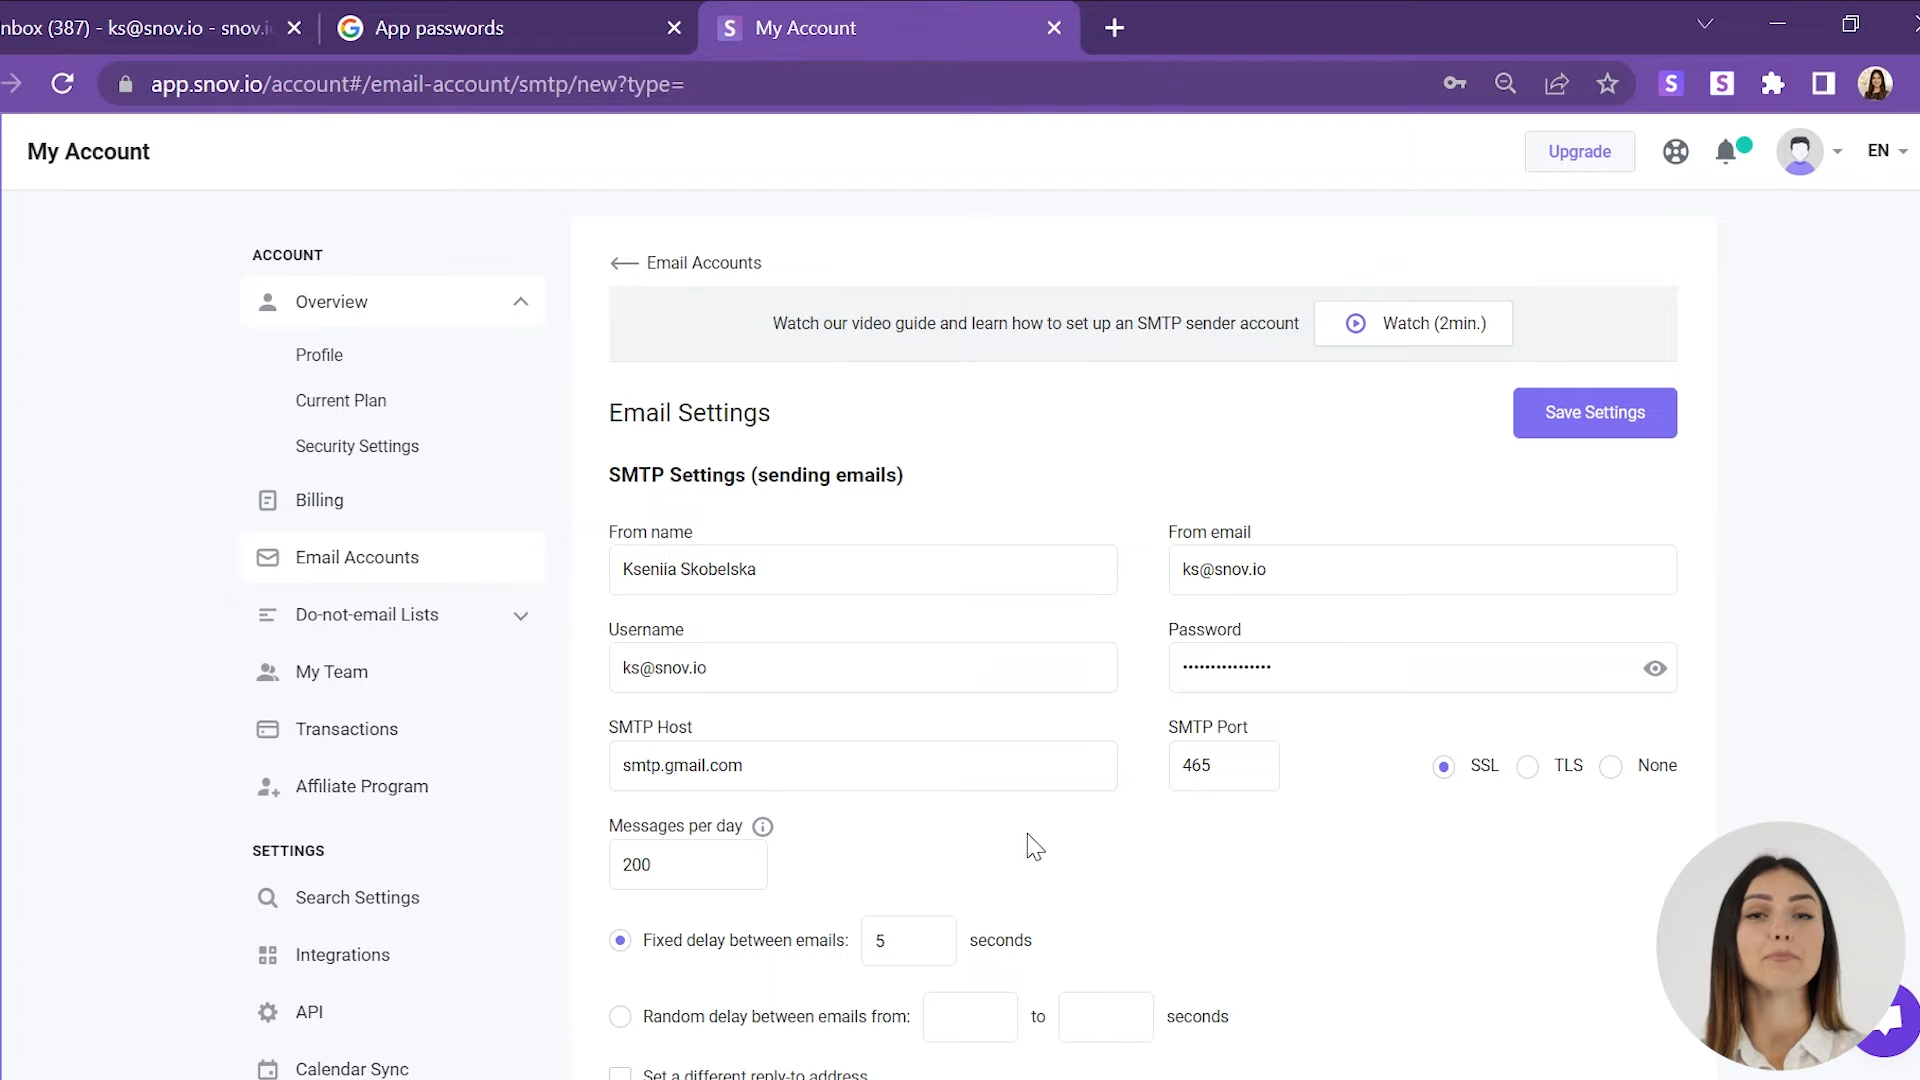 nbox (387) - ks@snov.io - snov.i
App passwords
S My Account
app.snov.io/account#/email-account/smtp/new?type=
S
S
My Account
Upgrade
EN
ACCOUNT
Overview
Profile
Current Plan
Security Settings
Billing
Email Accounts
Do-not-email Lists
My Team
Transactions
Affiliate Program
SETTINGS
Search Settings
Integrations
API
Calendar Sync
Email Accounts
Watch our video guide and learn how to set up an SMTP sender account
Watch (2min.)
Email Settings
Save Settings
SMTP Settings (sending emails)
From name
From email
Kseniia Skobelska
ks@snov.io
Username
Password
ks@snov.io
••••••••••••••••
SMTP Host
SMTP Port
smtp.gmail.com
465
SSL
TLS
None
Messages per day
200
Fixed delay between emails: 5 seconds
Random delay between emails from: to seconds
Set a different reply-to address